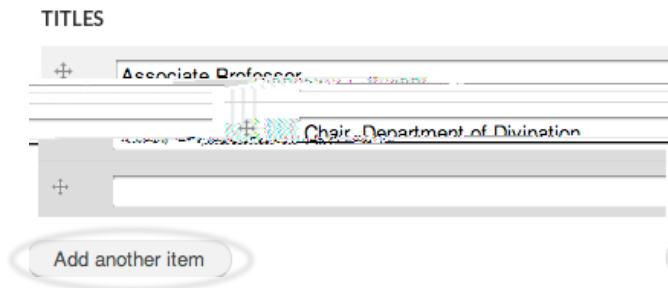 TITLES
Associate Professor
Chair, Department of Divination
Add another item